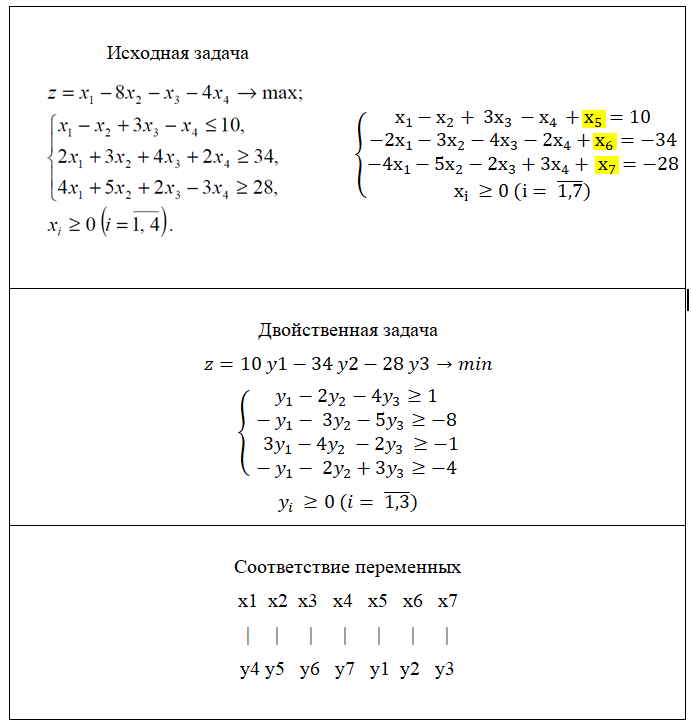 Исходная задача
z = x₁ − 8x₂ − x₃ − 4x₄ → max;
x₁ − x₂ + 3x₃ − x₄ ≤ 10,
2x₁ + 3x₂ + 4x₃ + 2x₄ ≥ 34,
4x₁ + 5x₂ + 2x₃ − 3x₄ ≥ 28,
xᵢ ≥ 0 (i = 1, 4).
x₁ − x₂ + 3x₃ − x₄ + x₅ = 10
−2x₁ − 3x₂ − 4x₃ − 2x₄ + x₆ = −34
−4x₁ − 5x₂ − 2x₃ + 3x₄ + x₇ = −28
xᵢ ≥ 0 (i = 1,7)
Двойственная задача
z = 10 y1 − 34 y2 − 28 y3 → min
y₁ − 2y₂ − 4y₃ ≥ 1
− y₁ − 3y₂ − 5y₃ ≥ −8
3y₁ − 4y₂ − 2y₃ ≥ −1
− y₁ − 2y₂ + 3y₃ ≥ −4
yᵢ ≥ 0 (i = 1,3)
Соответствие переменных
x1 x2 x3 x4 x5 x6 x7
y4 y5 y6 y7 y1 y2 y3